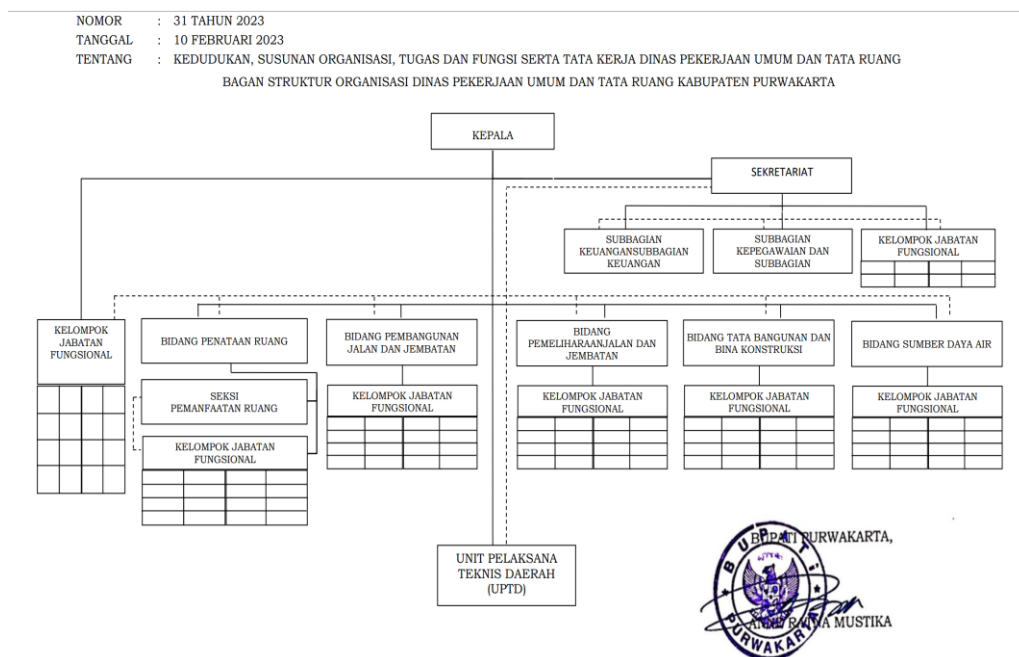 NOMOR : 31 TAHUN 2023
TANGGAL : 10 FEBRUARI 2023
TENTANG : KEDUDUKAN, SUSUNAN ORGANISASI, TUGAS DAN FUNGSI SERTA TATA KERJA DINAS PEKERJAAN UMUM DAN TATA RUANG
BAGAN STRUKTUR ORGANISASI DINAS PEKERJAAN UMUM DAN TATA RUANG KABUPATEN PURWAKARTA
KEPALA
SEKRETARIAT
SUBBAGIAN
KEUANGANSUBBAGIAN
KEUANGAN
SUBBAGIAN
KEPEGAWAIAN DAN
SUBBAGIAN
KELOMPOK JABATAN
FUNGSIONAL
KELOMPOK
JABATAN
FUNGSIONAL
BIDANG PENATAAN RUANG
BIDANG PEMBANGUNAN
JALAN DAN JEMBATAN
BIDANG
PEMELIHARAANJALAN DAN
JEMBATAN
BIDANG TATA BANGUNAN DAN
BINA KONSTRUKSI
BIDANG SUMBER DAYA AIR
SEKSI
PEMANFAATAN RUANG
KELOMPOK JABATAN
FUNGSIONAL
KELOMPOK JABATAN
FUNGSIONAL
KELOMPOK JABATAN
FUNGSIONAL
KELOMPOK JABATAN
FUNGSIONAL
KELOMPOK JABATAN
FUNGSIONAL
UNIT PELAKSANA
TEKNIS DAERAH
(UPTD)
BUPATI PURWAKARTA,
BUPATI
PURWAKARTA
MUSTIKA